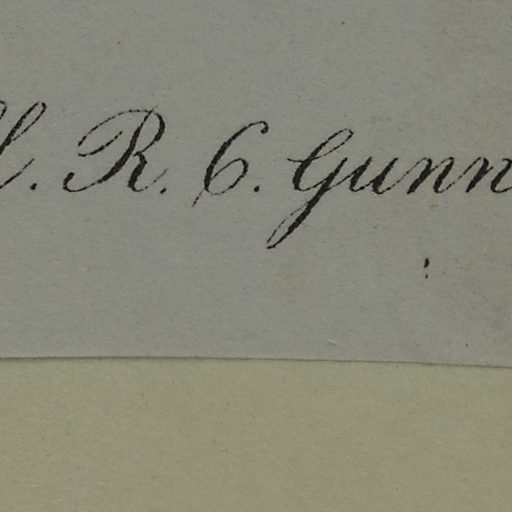 . R. C. Gunn